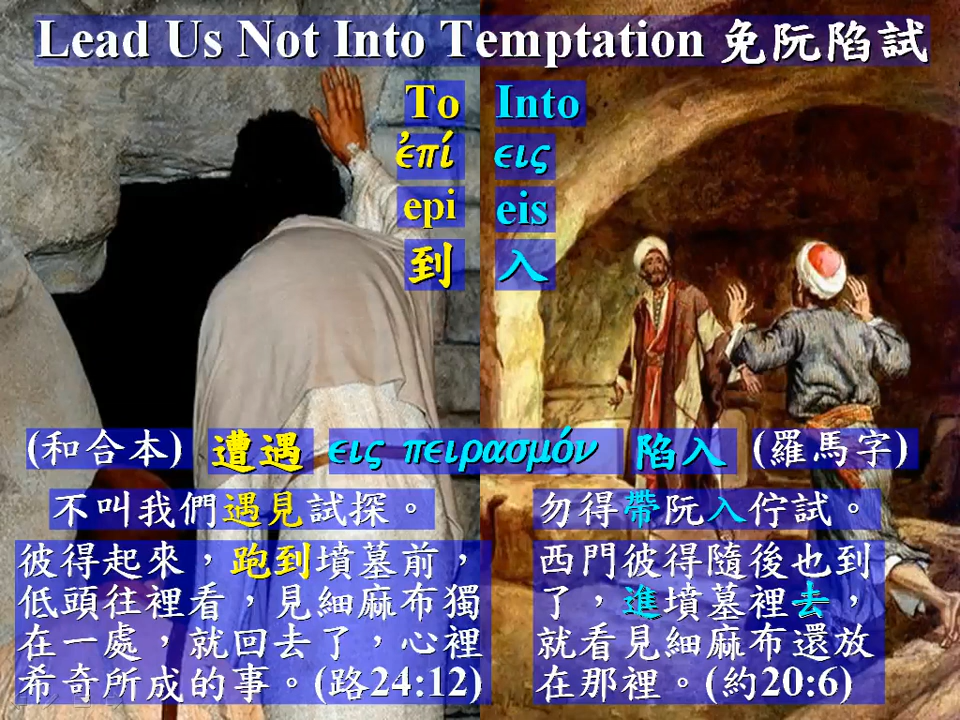 Lead Us Not Into Temptation 免阮陷試
To
ἐπί
epi
到
Into
εις
eis
入
(和合本) 遭遇 εις πειρασμόν 陷入 (羅馬字)
不叫我們遇見試探。
彼得起來，跑到墳墓前，
低頭往裡看，見細麻布獨
在一處，就回去了，心裡
希奇所成的事。(路24:12)
勿得帶阮入佇試。
西門彼得隨後也到
了，進墳墓裡去，
就看見細麻布還放
在那裡。(約20:6)